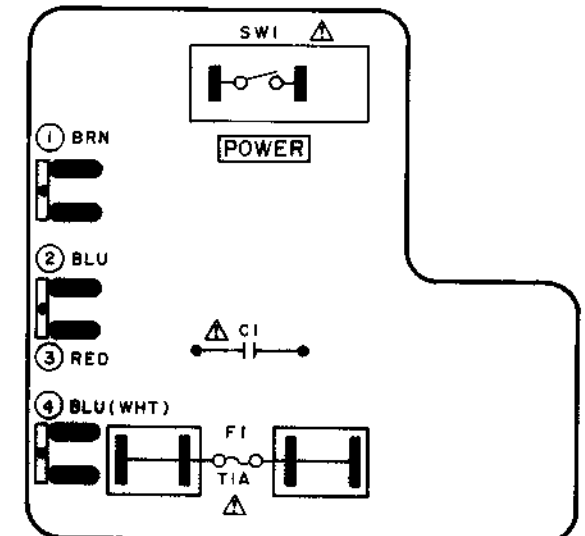 SW1
POWER
1 BRN
2 BLU
C1
3 RED
4 BLU(WHT)
F1
T1A